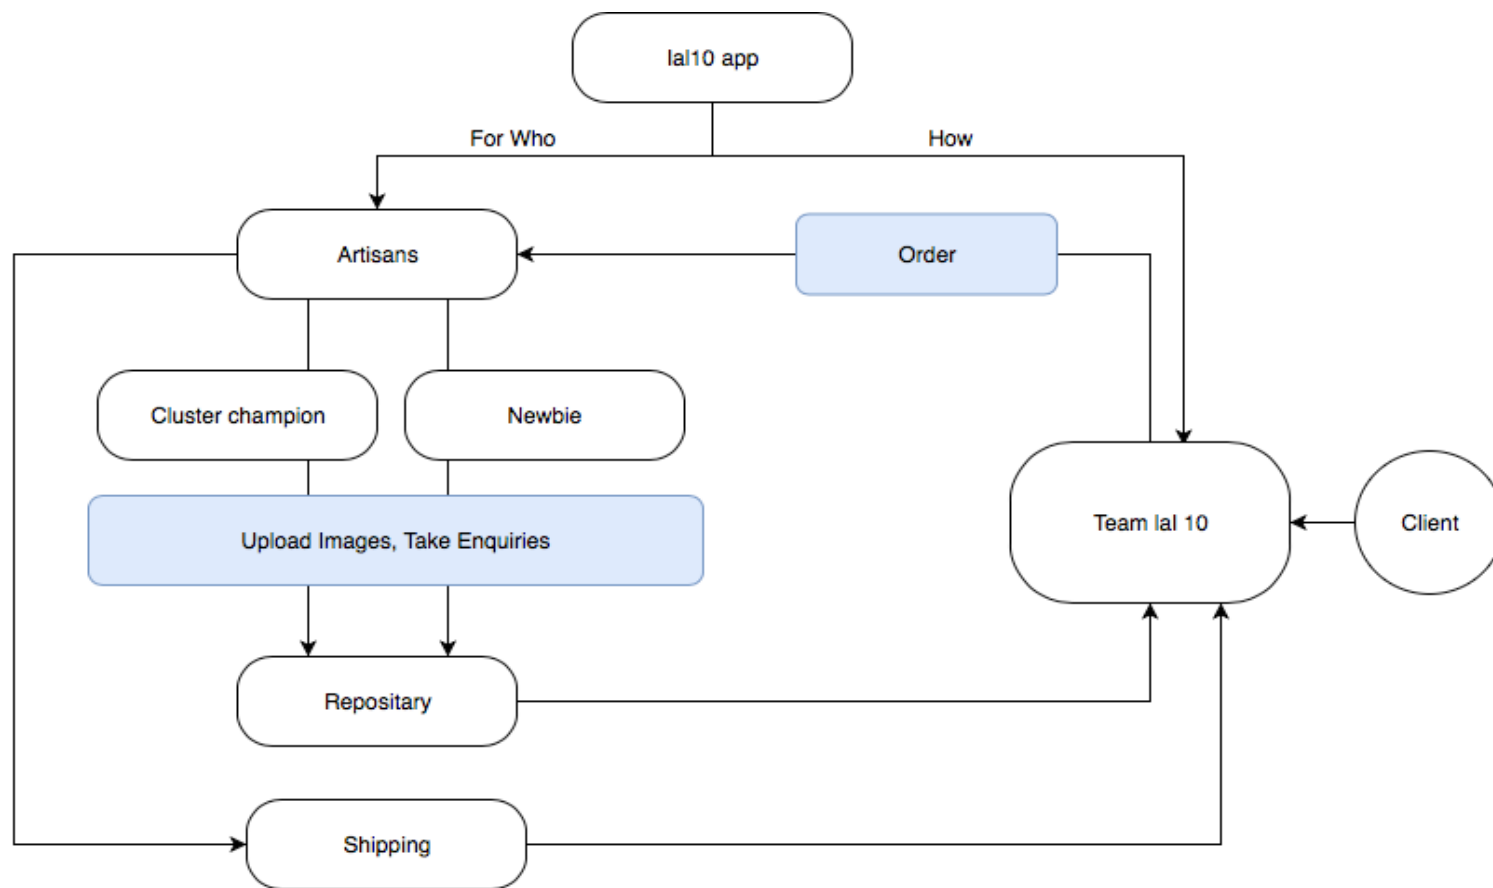 lal10 app
For Who
How
Artisans
Order
Cluster champion
Newbie
Upload Images, Take Enquiries
Team lal 10
Client
Repositary
Shipping